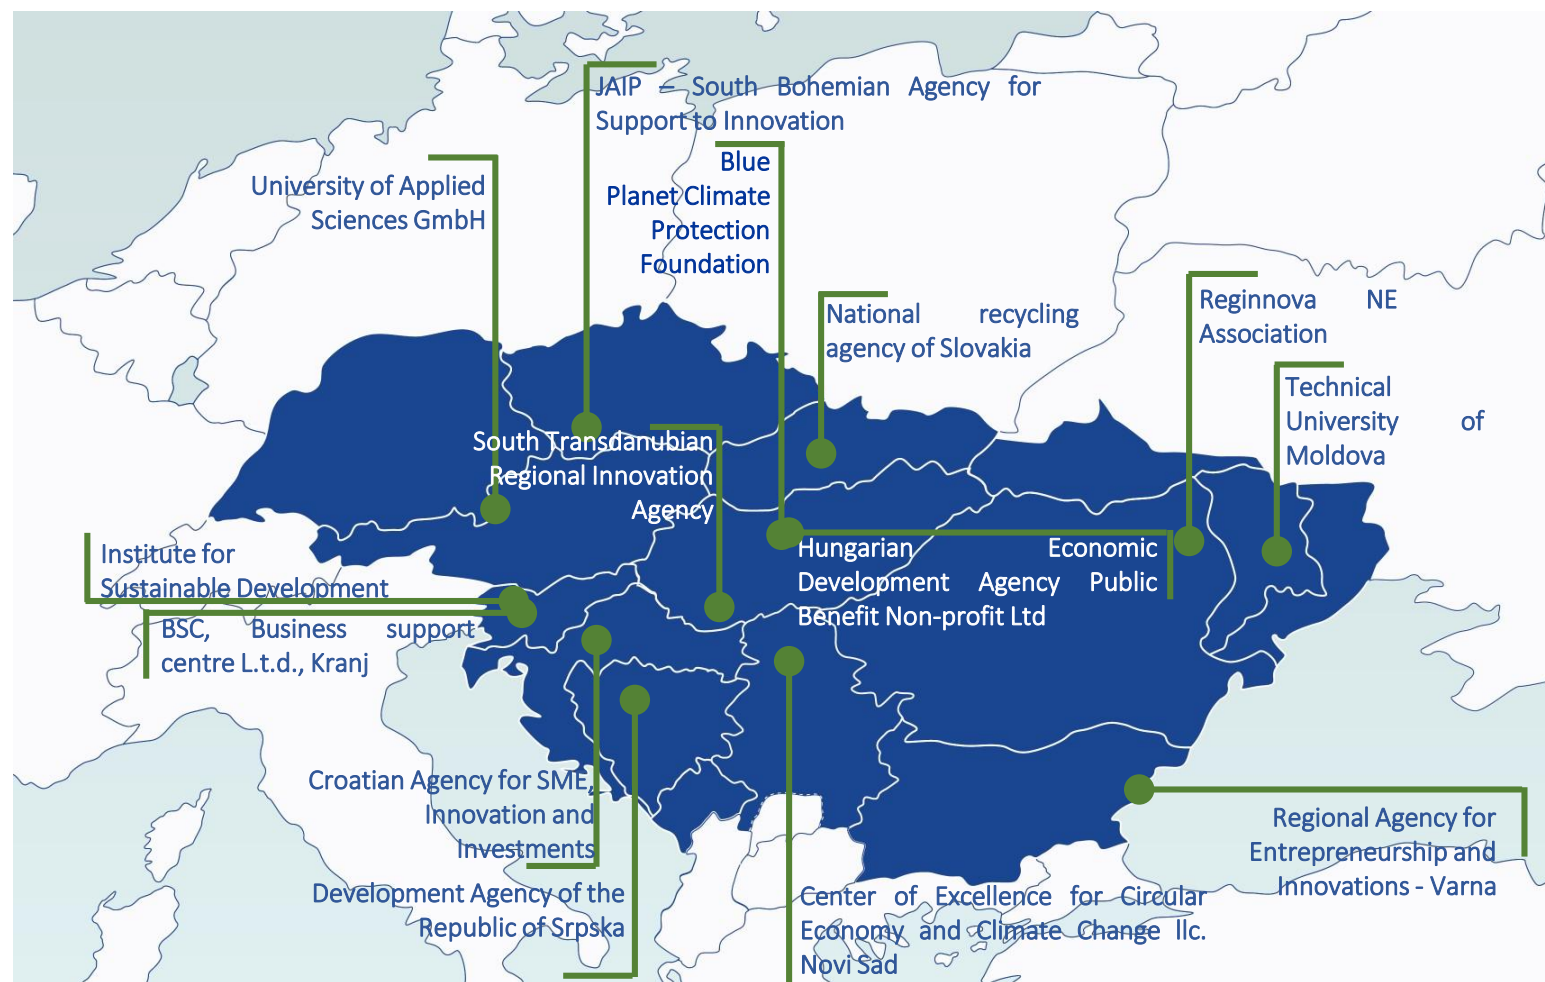 JAIP – South Bohemian Agency for
Support to Innovation
Blue
Planet Climate
Protection
Foundation
University of Applied
Sciences GmbH
National recycling
agency of Slovakia
Reginnova NE
Association
Technical
University of
Moldova
South Transdanubian
Regional Innovation
Agency
Hungarian Economic
Development Agency Public
Benefit Non-profit Ltd
Institute for
Sustainable Development
BSC, Business support
centre L.t.d., Kranj
Croatian Agency for SME,
Innovation and
Investments
Development Agency of the
Republic of Srpska
Center of Excellence for Circular
Economy and Climate Change llc.
Novi Sad
Regional Agency for
Entrepreneurship and
Innovations - Varna